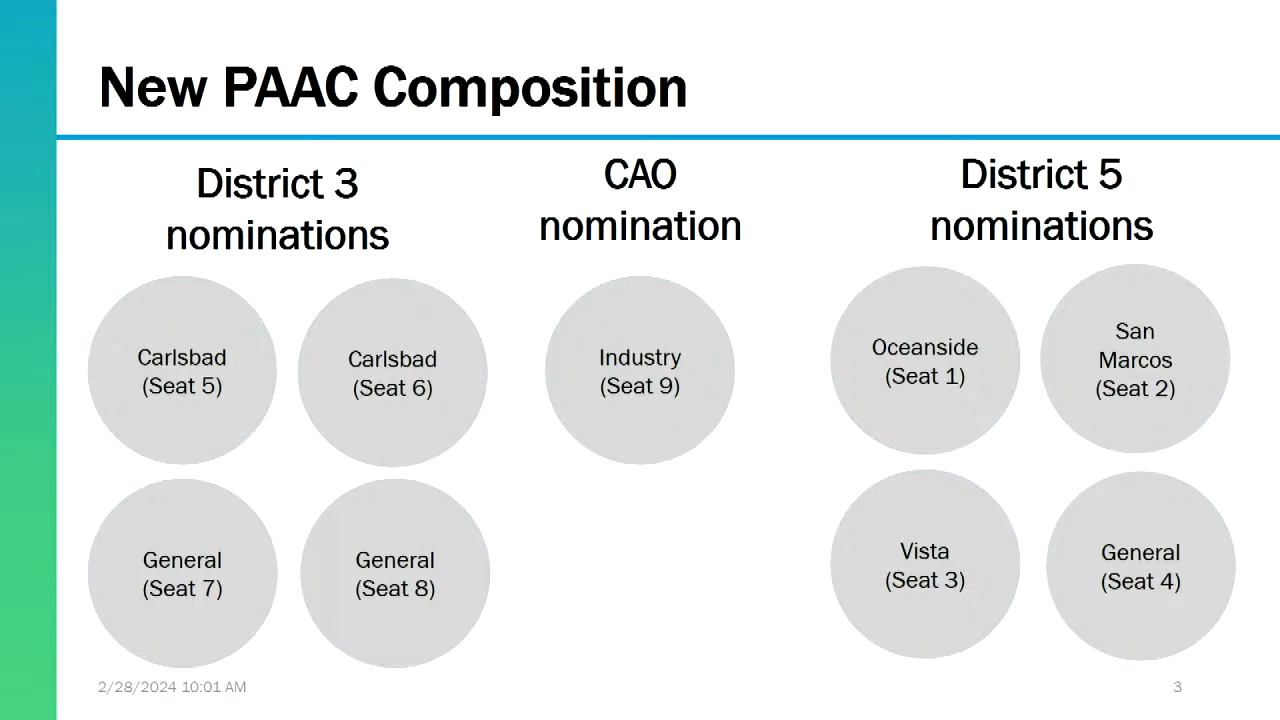 New PAAC Composition
District 3
nominations
Carlsbad
(Seat 5)
Carlsbad
(Seat 6)
General
(Seat 7)
General
(Seat 8)
CAO
nomination
Industry
(Seat 9)
District 5
nominations
Oceanside
(Seat 1)
San
Marcos
(Seat 2)
Vista
(Seat 3)
General
(Seat 4)
2/28/2024 10:01 AM
3